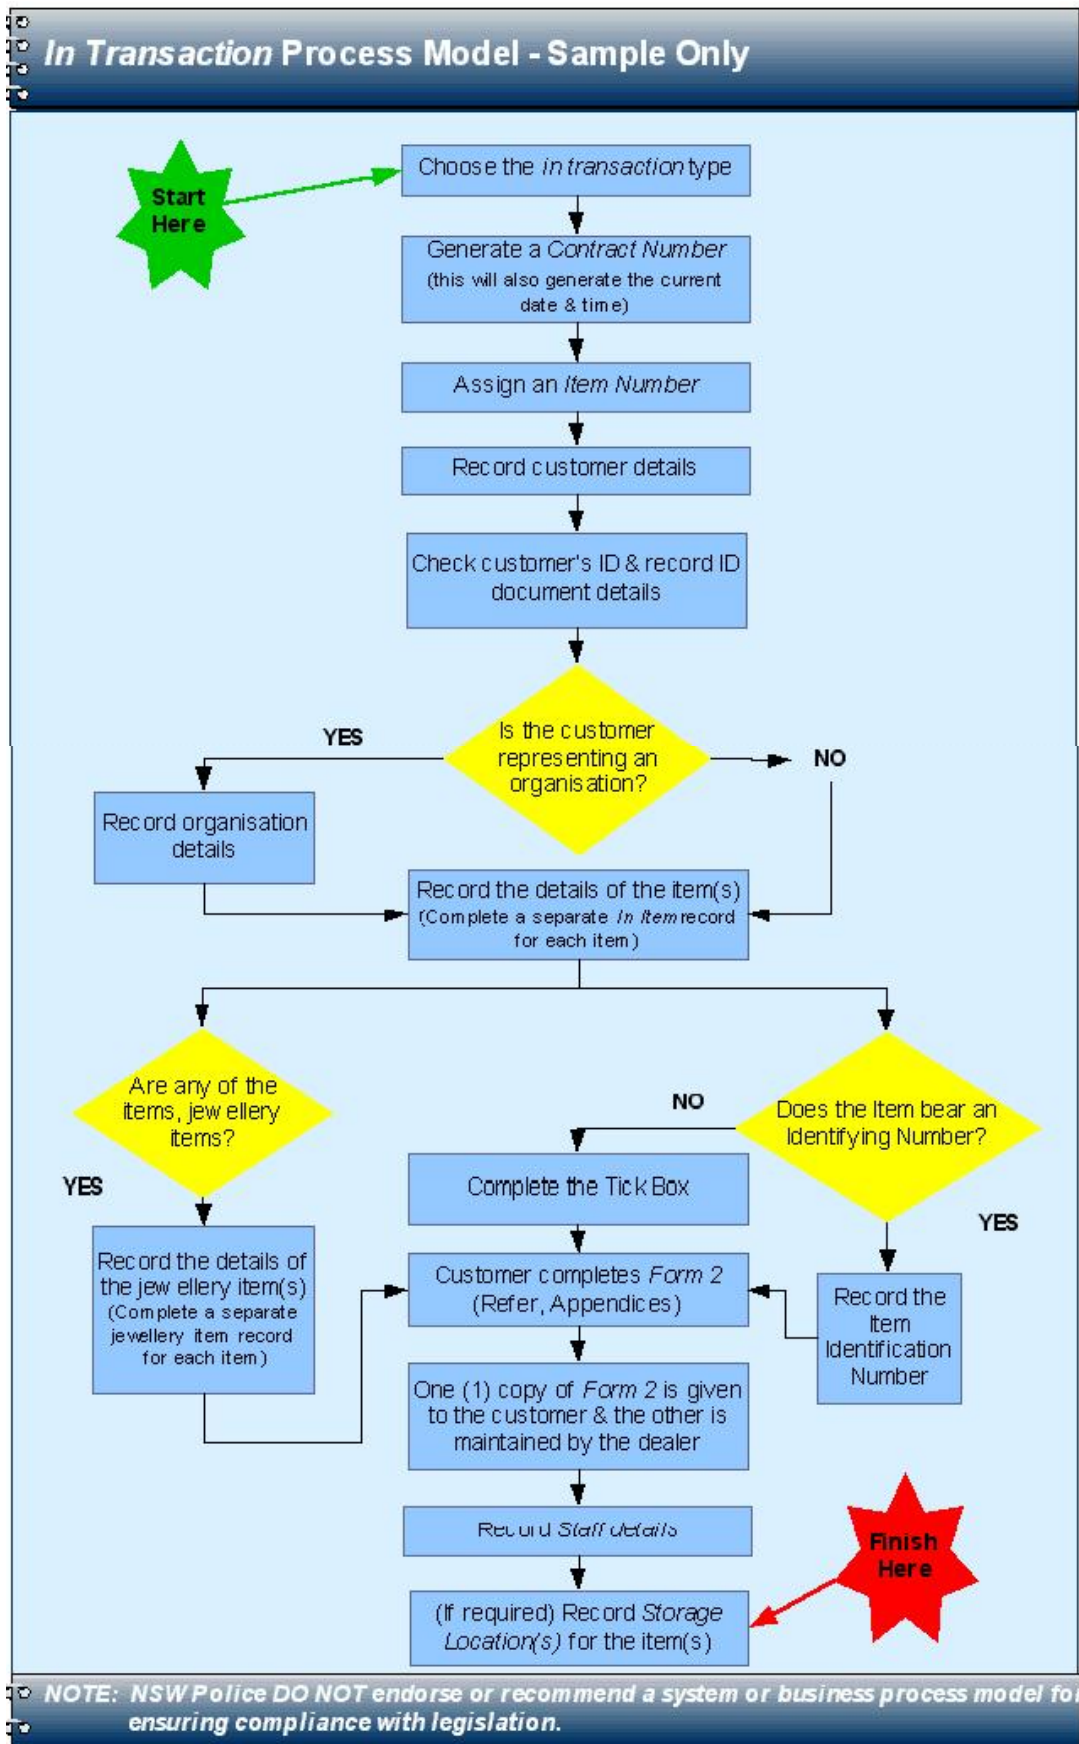 In Transaction Process Model - Sample Only
Start
Here
Choose the in transaction type
Generate a Contract Number
(this will also generate the current
date & time)
Assign an Item Number
Record customer details
Check customer's ID & record ID
document details
Is the customer
representing an
organisation?
YES
NO
Record organisation
details
Record the details of the item(s)
(Complete a separate In Item record
for each item)
Are any of the
items, jewellery
items?
Does the Item bear an
Identifying Number?
NO
YES
YES
Complete the Tick Box
Record the details of
the jewellery item(s)
(Complete a separate
jewellery item record
for each item)
Customer completes Form 2
(Refer, Appendices)
Record the
Item
Identification
Number
One (1) copy of Form 2 is given
to the customer & the other is
maintained by the dealer
Record Staff details
Finish
Here
(If required) Record Storage
Location(s) for the item(s)
NOTE: NSW Police DO NOT endorse or recommend a system or business process model for
ensuring compliance with legislation.